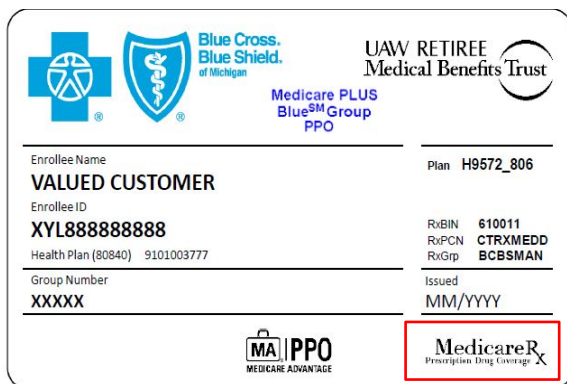 Blue Cross.
Blue Shield.
of Michigan
®
®
UAW RETIREE
Medical Benefits Trust
Medicare PLUS
Blue SM Group
PPO
Enrollee Name
VALUED CUSTOMER
Enrollee ID
XYL888888888
Health Plan (80840) 9101003777
Plan H9572_806
RxBIN 610011
RxPCN CTRXMEDD
RxGrp BCBSMAN
Group Number
XXXXX
Issued
MM/YYYY
MA PPO
MEDICARE ADVANTAGE
MedicareRx
Prescription Drug Coverage